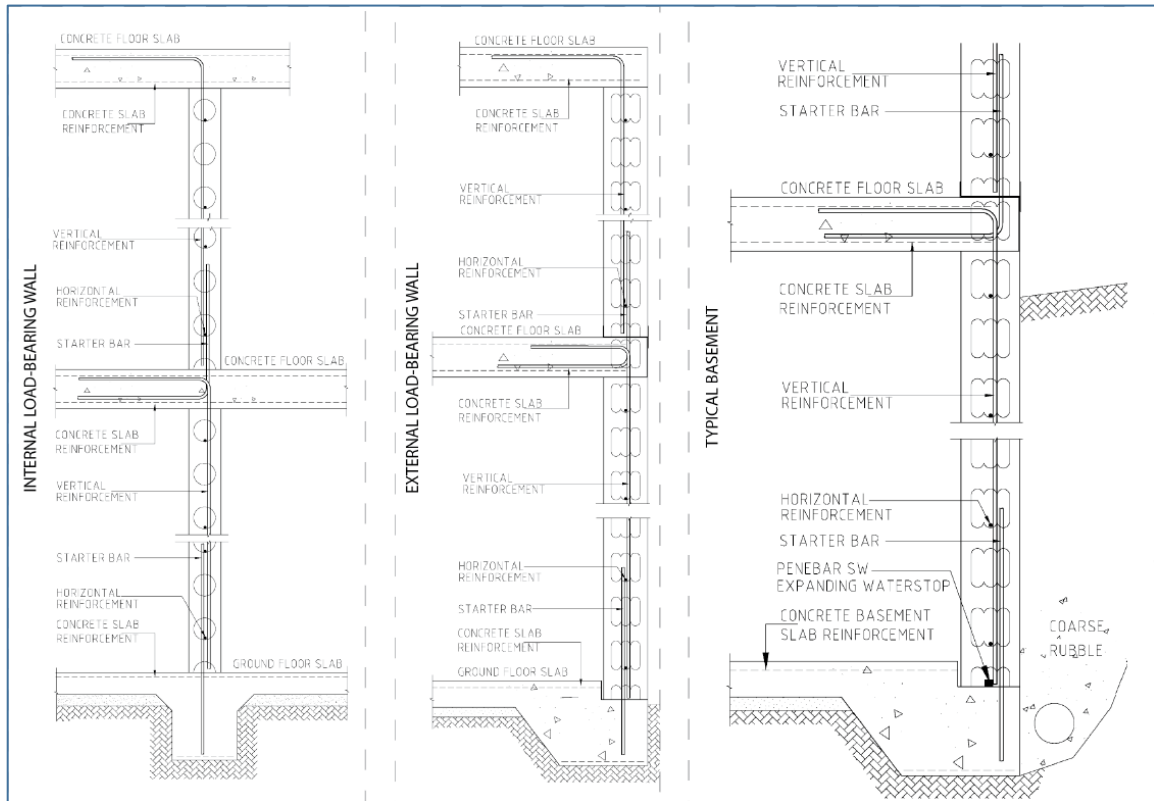 INTERNAL LOAD-BEARING WALL
CONCRETE FLOOR SLAB
CONCRETE SLAB
REINFORCEMENT
VERTICAL
REINFORCEMENT
HORIZONTAL
REINFORCEMENT
STARTER BAR
CONCRETE FLOOR SLAB
CONCRETE SLAB
REINFORCEMENT
VERTICAL
REINFORCEMENT
STARTER BAR
HORIZONTAL
REINFORCEMENT
CONCRETE SLAB
REINFORCEMENT
GROUND FLOOR SLAB
EXTERNAL LOAD-BEARING WALL
CONCRETE FLOOR SLAB
CONCRETE SLAB
REINFORCEMENT
VERTICAL
REINFORCEMENT
HORIZONTAL
REINFORCEMENT
STARTER BAR
CONCRETE FLOOR SLAB
CONCRETE SLAB
REINFORCEMENT
VERTICAL
REINFORCEMENT
HORIZONTAL
REINFORCEMENT
STARTER BAR
CONCRETE SLAB
REINFORCEMENT
GROUND FLOOR SLAB
TYPICAL BASEMENT
VERTICAL
REINFORCEMENT
STARTER BAR
CONCRETE FLOOR SLAB
CONCRETE SLAB
REINFORCEMENT
VERTICAL
REINFORCEMENT
HORIZONTAL
REINFORCEMENT
STARTER BAR
PENEBAR SW
EXPANDING WATERSTOP
CONCRETE BASEMENT
SLAB REINFORCEMENT
COARSE
RUBBLE